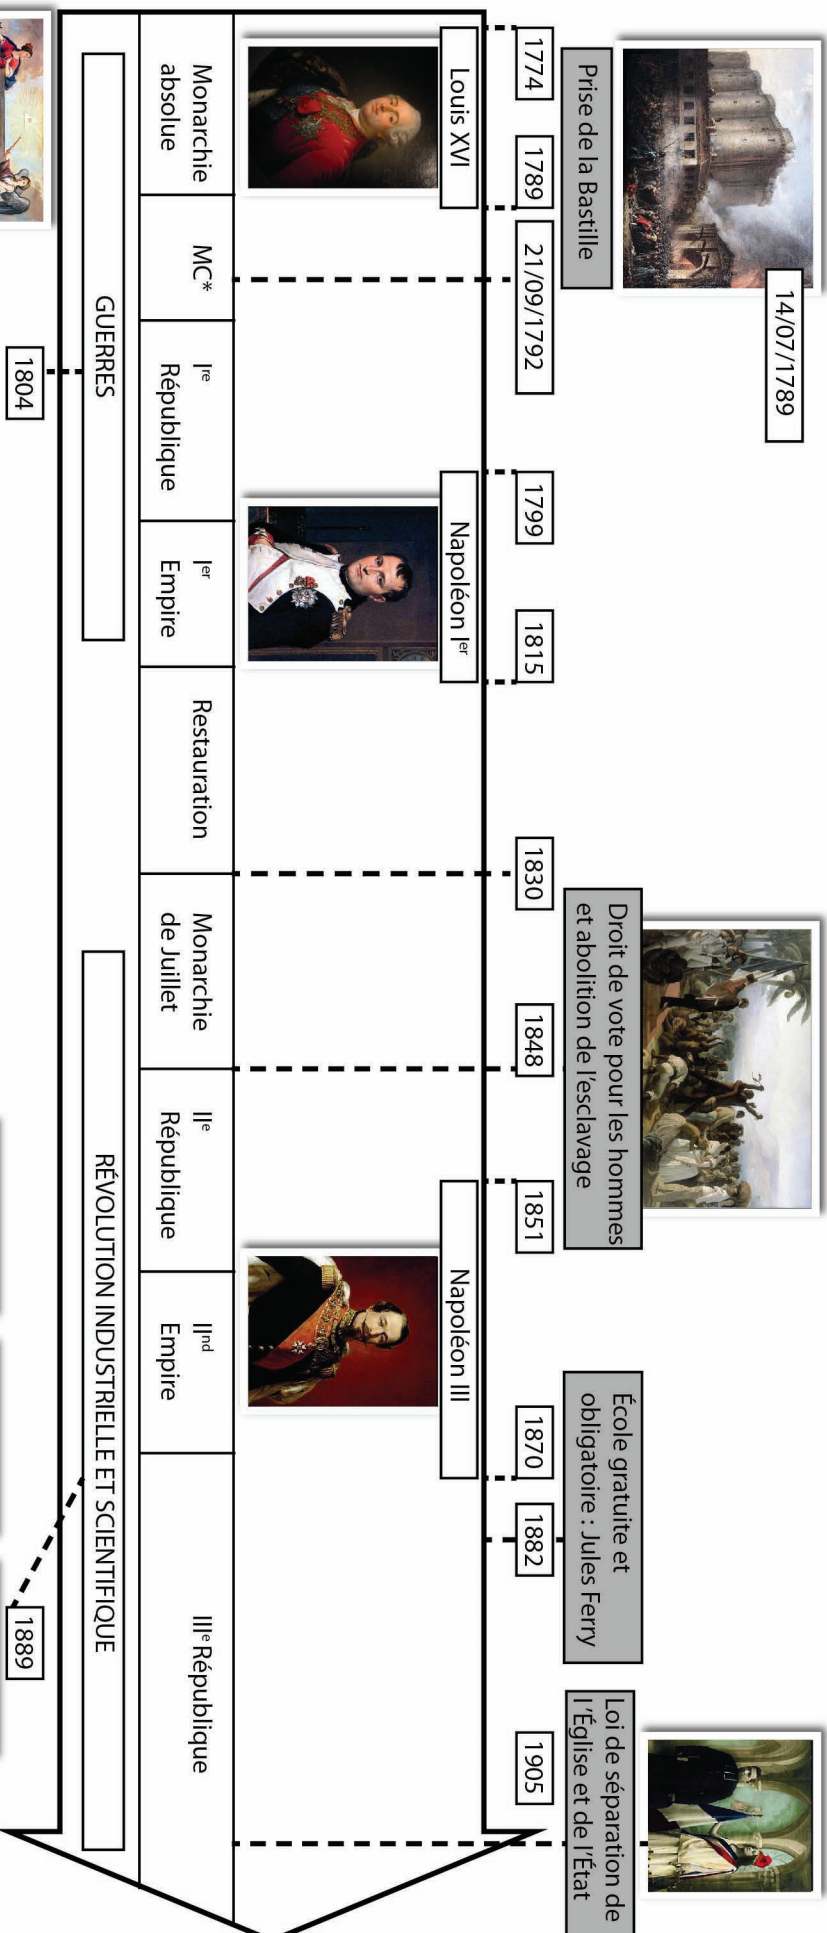 14/07/1789
Prise de la Bastille
Droit de vote pour les hommes
et abolition de l'esclavage
École gratuite et
obligatoire : Jules Ferry
Loi de séparation de
l'Église et de l'État
1774
1789
21/09/1792
1799
1815
1830
1848
1851
1870
1882
1905
Louis XVI
Napoléon Ier
Napoléon III
Monarchie
absolue
MC*
Ire
République
Ier
Empire
Restauration
Monarchie
de Juillet
IIe
République
IInd
Empire
IIIe République
GUERRES
RÉVOLUTION INDUSTRIELLE ET SCIENTIFIQUE
1804
1889